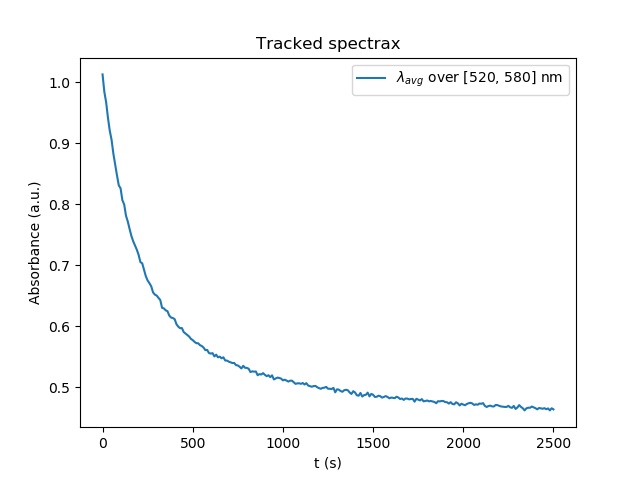 Tracked spectrax
λavg over [520, 580] nm
Absorbance (a.u.)
1.0
0.9
0.8
0.7
0.6
0.5
0 500 1000 1500 2000 2500
t (s)